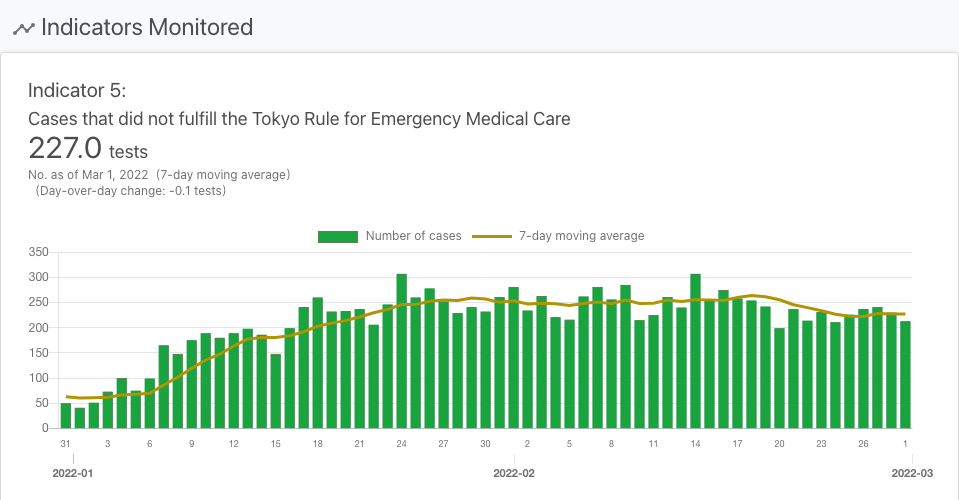 Indicators Monitored
Indicator 5:
Cases that did not fulfill the Tokyo Rule for Emergency Medical Care
227.0 tests
No. as of Mar 1, 2022 (7-day moving average)
(Day-over-day change: -0.1 tests)
Number of cases 7-day moving average
350
300
250
200
150
100
50
0
31 3 6 9 12 15 18 21 24 27 30 2 5 8 11 14 17 20 23 26 1
2022-01 2022-02 2022-03